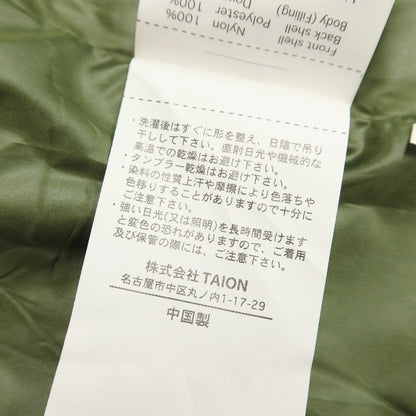 Front shell Nylon 100%
Back shell Polyester 100%
Body (Filling)
・洗濯後はすぐに形を整え、日陰で吊り
干しして下さい。直射日光や機械的な
高温での乾燥はお避け下さい。
・タンブラー乾燥はお避け下さい。
・染料の性質上汗や摩擦により色落ちや
色移りすることがありますので十分に
ご注意下さい。
・強い日光(又は照明)を長時間受けます
と変色の恐れがありますので、ご着用
及び保管の際には、ご注意下さい。
株式会社 TAION
名古屋市中区丸ノ内1-17-29
中国製